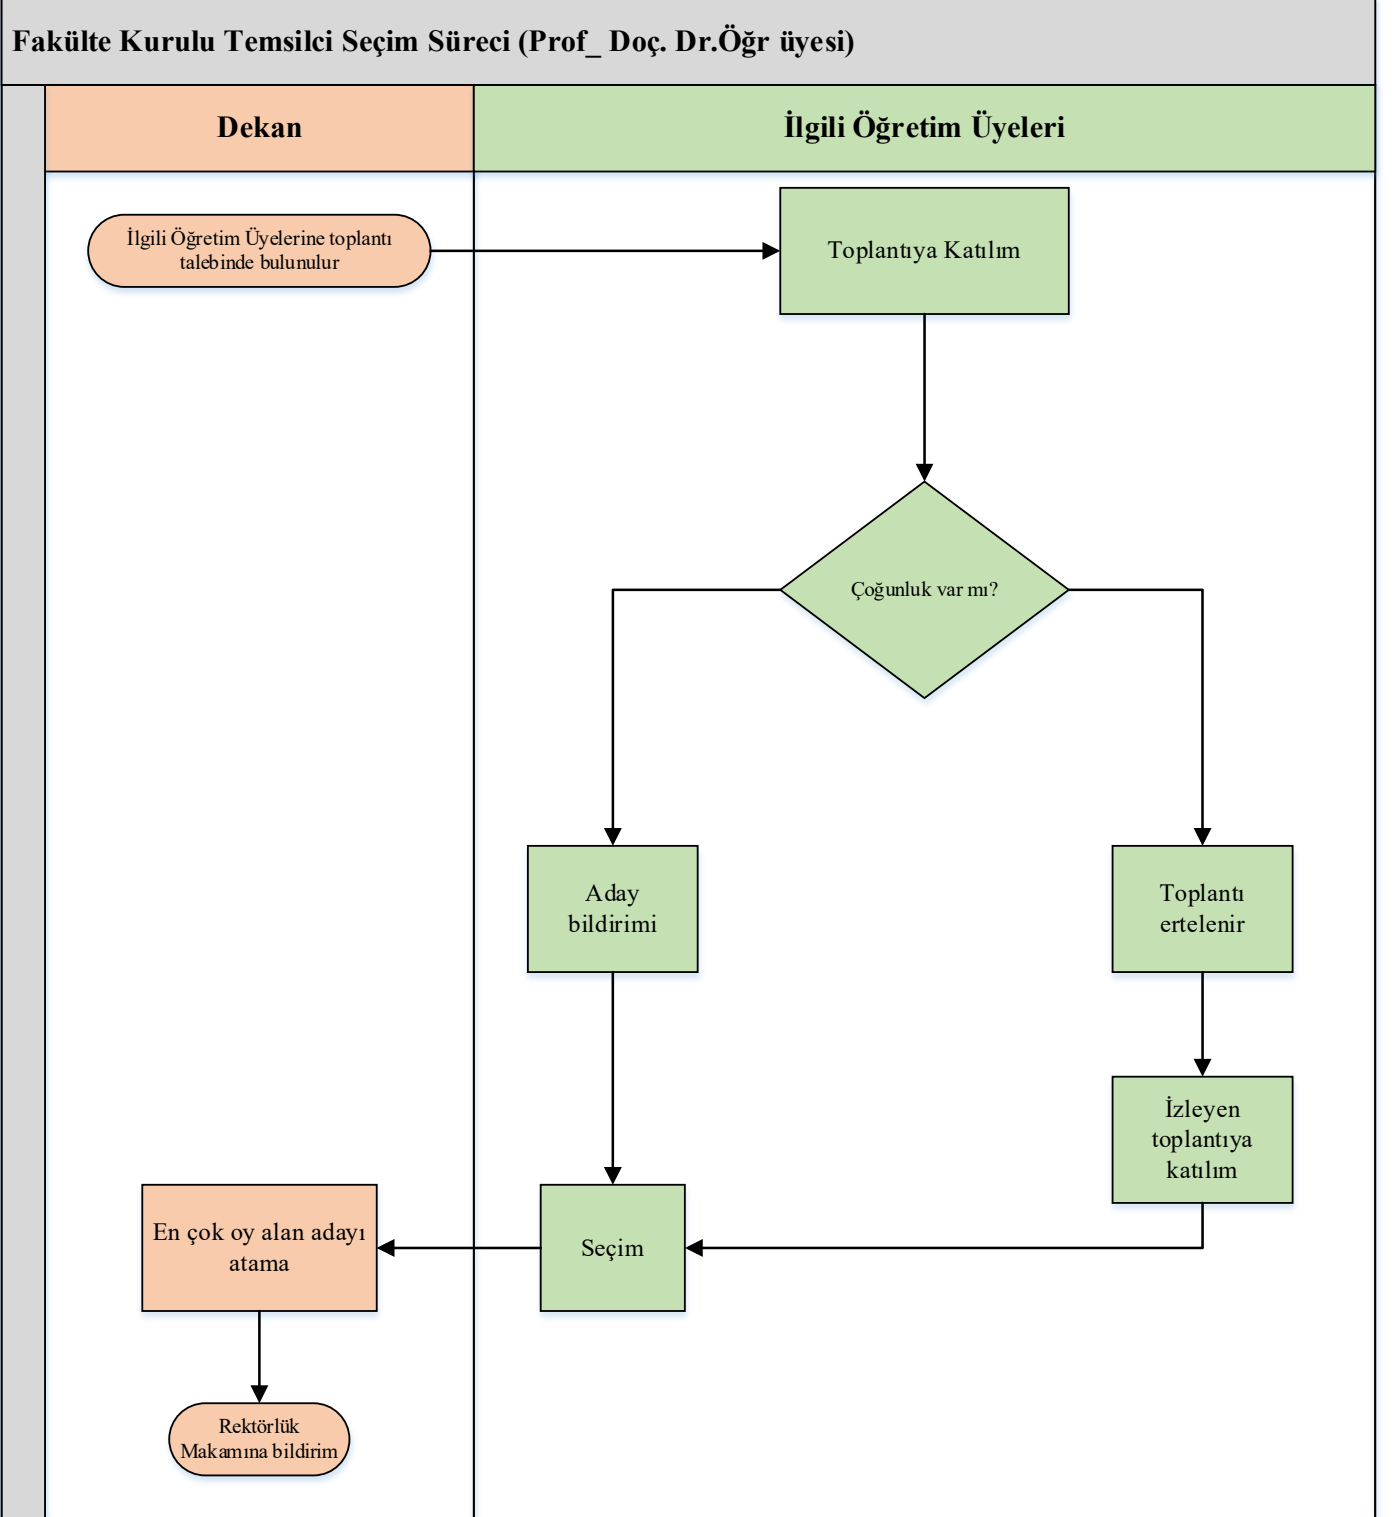 Fakülte Kurulu Temsilci Seçim Süreci (Prof_ Doç. Dr.Öğr üyesi)
Dekan
İlgili Öğretim Üyeleri
İlgili Öğretim Üyelerine toplantı
talebinde bulunulur
Toplantıya Katılım
Çoğunluk var mı?
Aday
bildirimi
Toplantı
ertelenir
İzleyen
toplantıya
katılım
En çok oy alan adayı
atama
Seçim
Rektörlük
Makamına bildirim